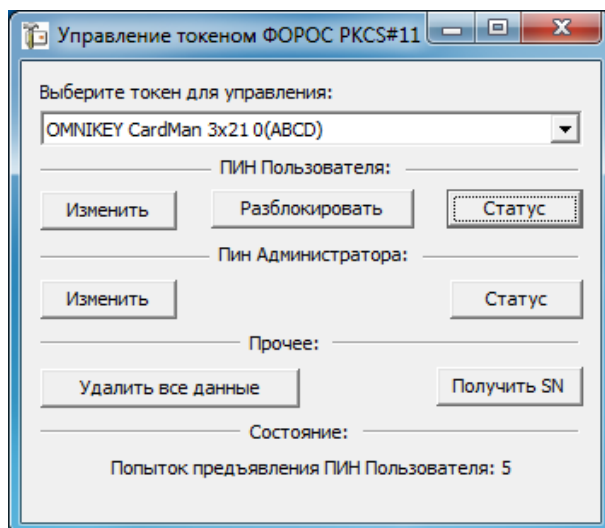 Управление токеном ФОРОС PKCS#11
Выберите токен для управления:
OMNIKEY CardMan 3x21 0(ABCD)
ПИН Пользователя:
Изменить Разблокировать Статус
Пин Администратора:
Изменить Статус
Прочее:
Удалить все данные Получить SN
Состояние:
Попыток предъявления ПИН Пользователя: 5